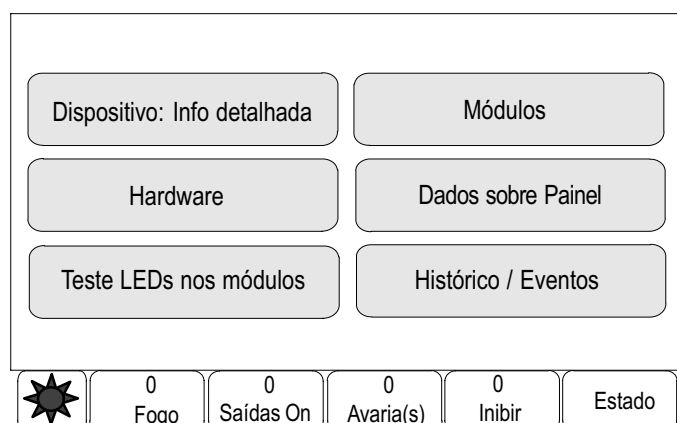 Dispositivo: Info detalhada
Módulos
Hardware
Dados sobre Painel
Teste LEDs nos módulos
Histórico / Eventos
0
Fogo
0
Saídas On
0
Avaria(s)
0
Inibir
Estado